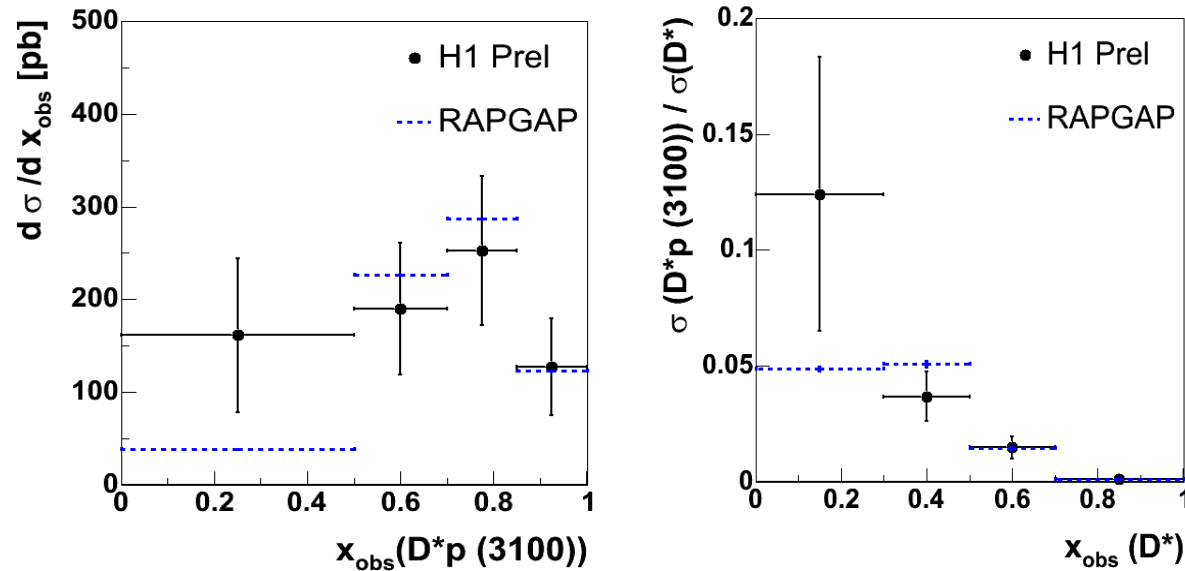 d σ /d x_obs [pb]
500
400
300
200
100
0
H1 Prel
RAPGAP
0 0.2 0.4 0.6 0.8 1
x_obs(D*p (3100))
σ (D*p (3100)) / σ(D*)
0.2
0.15
0.1
0.05
0
H1 Prel
RAPGAP
0 0.2 0.4 0.6 0.8 1
x_obs (D*)